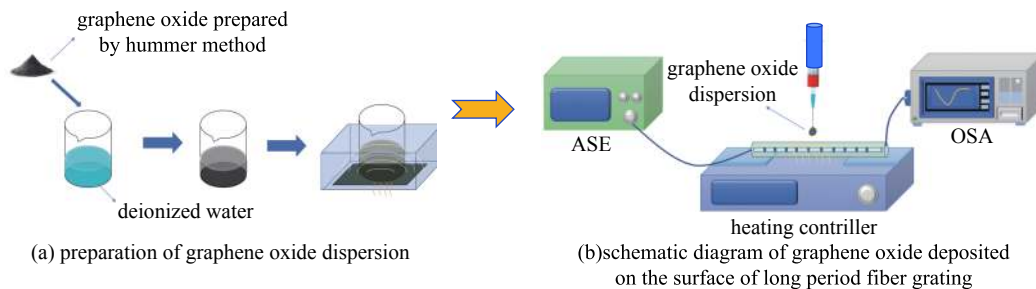 graphene oxide prepared
by hummer method
deionized water
(a) preparation of graphene oxide dispersion
graphene oxide
dispersion
ASE
OSA
heating contriller
(b)schematic diagram of graphene oxide deposited
on the surface of long period fiber grating